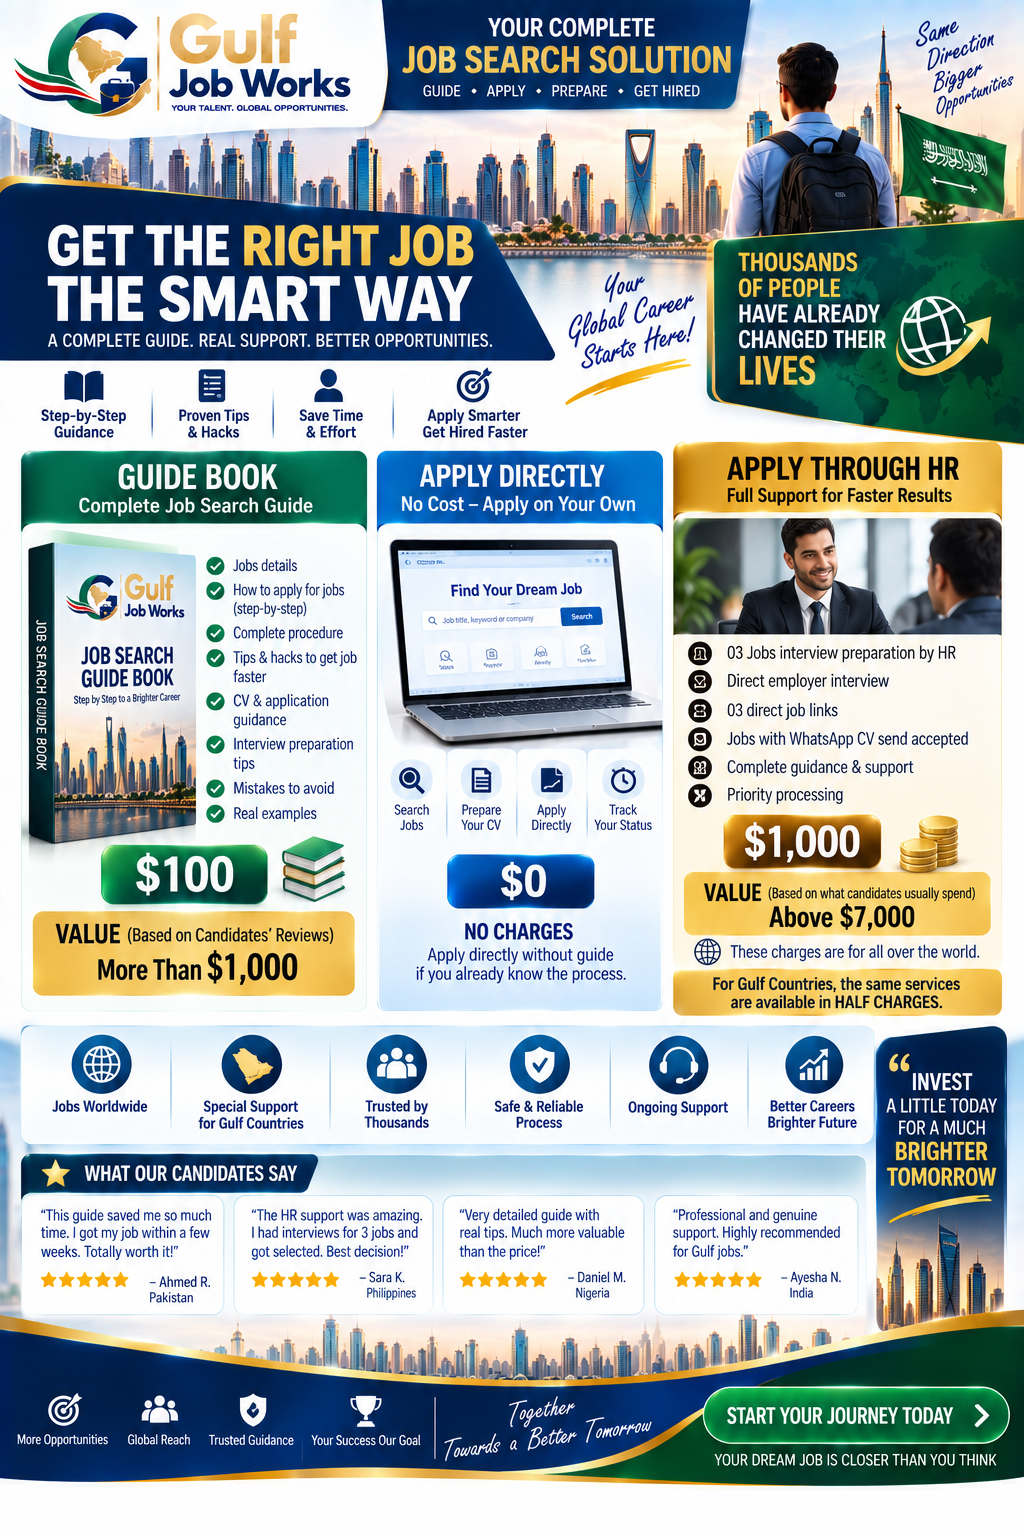 Gulf
Job Works
YOUR TALENT. GLOBAL OPPORTUNITIES.
YOUR COMPLETE
JOB SEARCH SOLUTION
GUIDE • APPLY • PREPARE • GET HIRED
Same
Direction
Bigger
Opportunities
GET THE RIGHT JOB
THE SMART WAY
A COMPLETE GUIDE. REAL SUPPORT. BETTER OPPORTUNITIES.
Your
Global Career
Starts Here!
THOUSANDS
OF PEOPLE
HAVE ALREADY
CHANGED THEIR
LIVES
Step-by-Step
Guidance
Proven Tips
& Hacks
Save Time
& Effort
Apply Smarter
Get Hired Faster
GUIDE BOOK
Complete Job Search Guide
Gulf
Job Works
JOB SEARCH
GUIDE BOOK
Step by Step to a Brighter Career
JOB SEARCH GUIDE BOOK
Jobs details
How to apply for jobs
(step-by-step)
Complete procedure
Tips & hacks to get job
faster
CV & application
guidance
Interview preparation
tips
Mistakes to avoid
Real examples
$100
VALUE (Based on Candidates' Reviews)
More Than $1,000
APPLY DIRECTLY
No Cost – Apply on Your Own
Find Your Dream Job
Job title, keyword or company
Search
Search
Jobs
Prepare
Your CV
Apply
Directly
Track
Your Status
$0
NO CHARGES
Apply directly without guide
if you already know the process.
APPLY THROUGH HR
Full Support for Faster Results
03 Jobs interview preparation by HR
Direct employer interview
03 direct job links
Jobs with WhatsApp CV send accepted
Complete guidance & support
Priority processing
$1,000
VALUE (Based on what candidates usually spend)
Above $7,000
These charges are for all over the world.
For Gulf Countries, the same services
are available in HALF CHARGES.
Jobs Worldwide
Special Support
for Gulf Countries
Trusted by
Thousands
Safe & Reliable
Process
Ongoing Support
Better Careers
Brighter Future
“INVEST
A LITTLE TODAY
FOR A MUCH
BRIGHTER
TOMORROW
WHAT OUR CANDIDATES SAY
“This guide saved me so much
time. I got my job within a few
weeks. Totally worth it!”
– Ahmed R.
Pakistan
“The HR support was amazing.
I had interviews for 3 jobs and
got selected. Best decision!”
– Sara K.
Philippines
“Very detailed guide with
real tips. Much more valuable
than the price!”
– Daniel M.
Nigeria
“Professional and genuine
support. Highly recommended
for Gulf jobs.”
– Ayesha N.
India
More Opportunities
Global Reach
Trusted Guidance
Your Success Our Goal
Together
Towards a Better Tomorrow
START YOUR JOURNEY TODAY
YOUR DREAM JOB IS CLOSER THAN YOU THINK